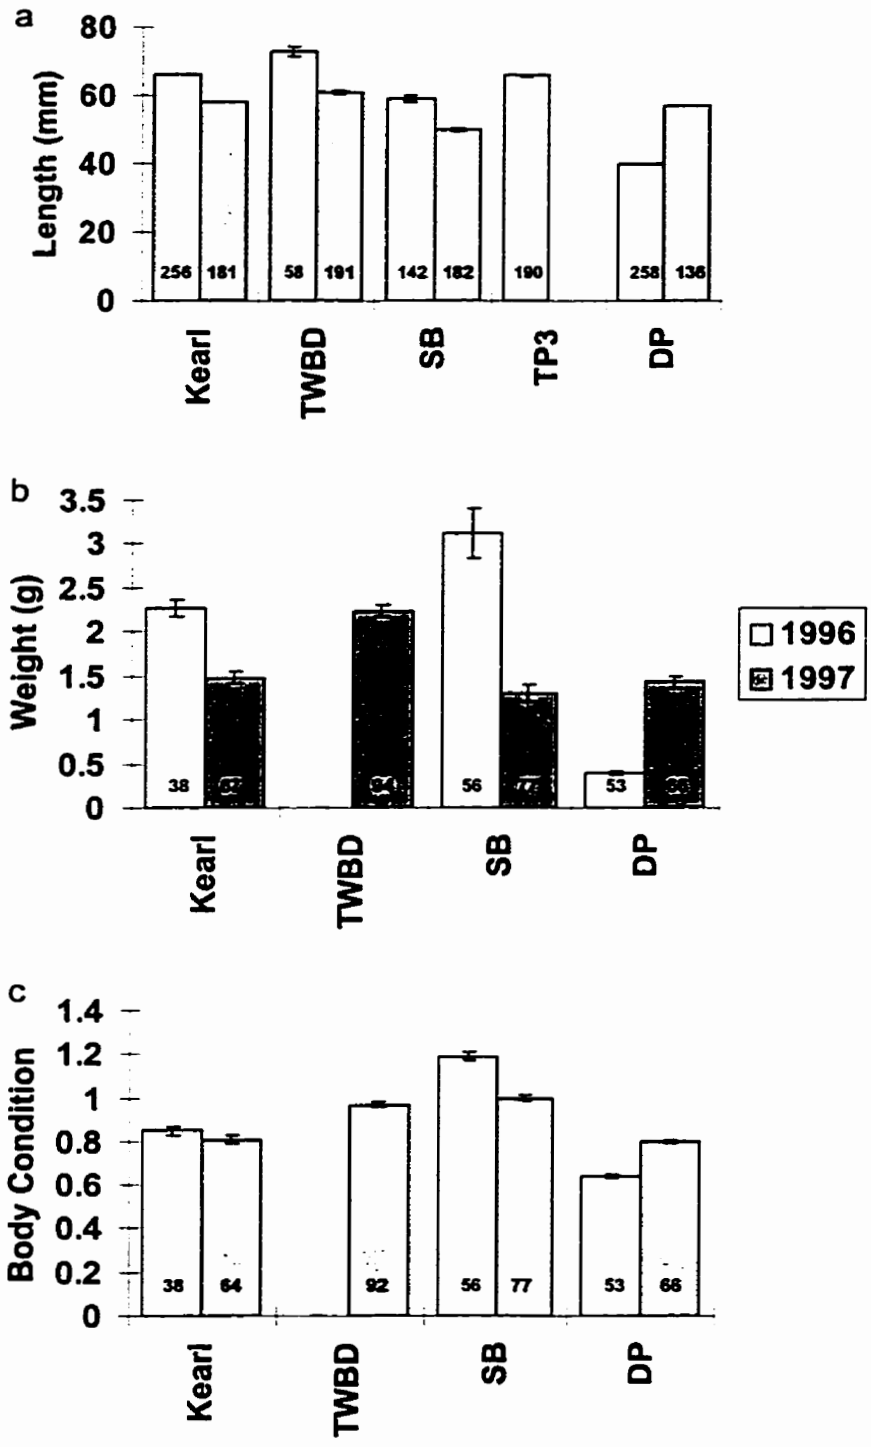 a
Length (mm)
80
60
40
20
0
256 181 58 191 142 182 190 258 136
Kearl TWBD SB TP3 DP
b
Weight (g)
3.5
3
2.5
2
1.5
1
0.5
0
38 94 56 77 53 66
Kearl TWBD SB DP
1996
1997
c
Body Condition
1.4
1.2
1
0.8
0.6
0.4
0.2
0
38 64 92 56 77 53 66
Kearl TWBD SB DP